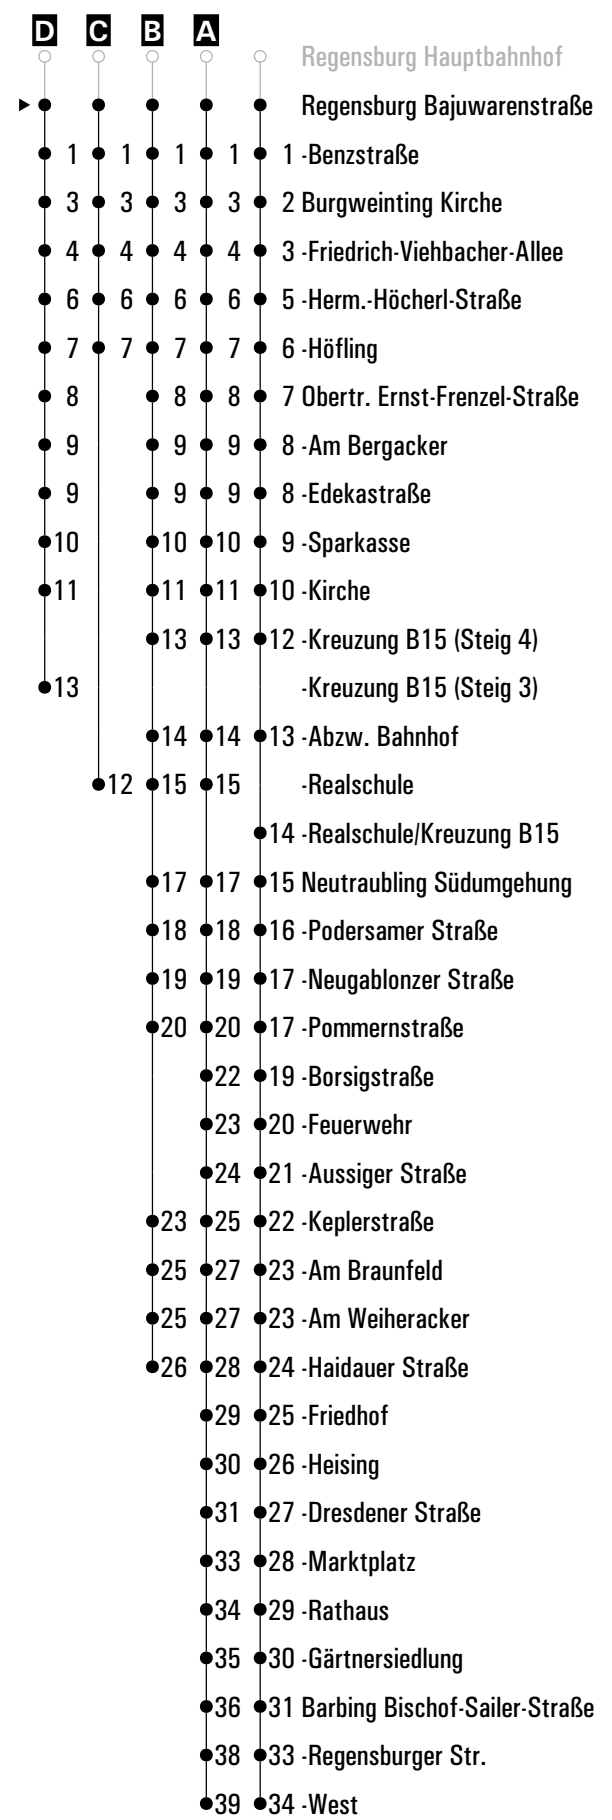 D C B A
Regensburg Hauptbahnhof
Regensburg Bajuwarenstraße
1 1 1 1 1 -Benzstraße
3 3 3 3 2 Burgweinting Kirche
4 4 4 4 3 -Friedrich-Viehbacher-Allee
6 6 6 6 5 -Herm.-Höcherl-Straße
7 7 7 7 6 -Höfling
8 8 8 7 Obertr. Ernst-Frenzel-Straße
9 9 9 8 -Am Bergacker
9 9 9 8 -Edekastraße
10 10 10 9 -Sparkasse
11 11 11 10 -Kirche
13 13 12 -Kreuzung B15 (Steig 4)
13 -Kreuzung B15 (Steig 3)
14 14 13 -Abzw. Bahnhof
12 15 15 -Realschule
14 -Realschule/Kreuzung B15
17 17 15 Neutraubling Südumgehung
18 18 16 -Podersamer Straße
19 19 17 -Neugablonzer Straße
20 20 17 -Pommernstraße
22 19 -Borsigstraße
23 20 -Feuerwehr
24 21 -Aussiger Straße
23 25 22 -Keplerstraße
25 27 23 -Am Braunfeld
25 27 23 -Am Weiheracker
26 28 24 -Haidauer Straße
29 25 -Friedhof
30 26 -Heising
31 27 -Dresdener Straße
33 28 -Marktplatz
34 29 -Rathaus
35 30 -Gärtnersiedlung
36 31 Barbing Bischof-Sailer-Straße
38 33 -Regensburger Str.
39 34 -West